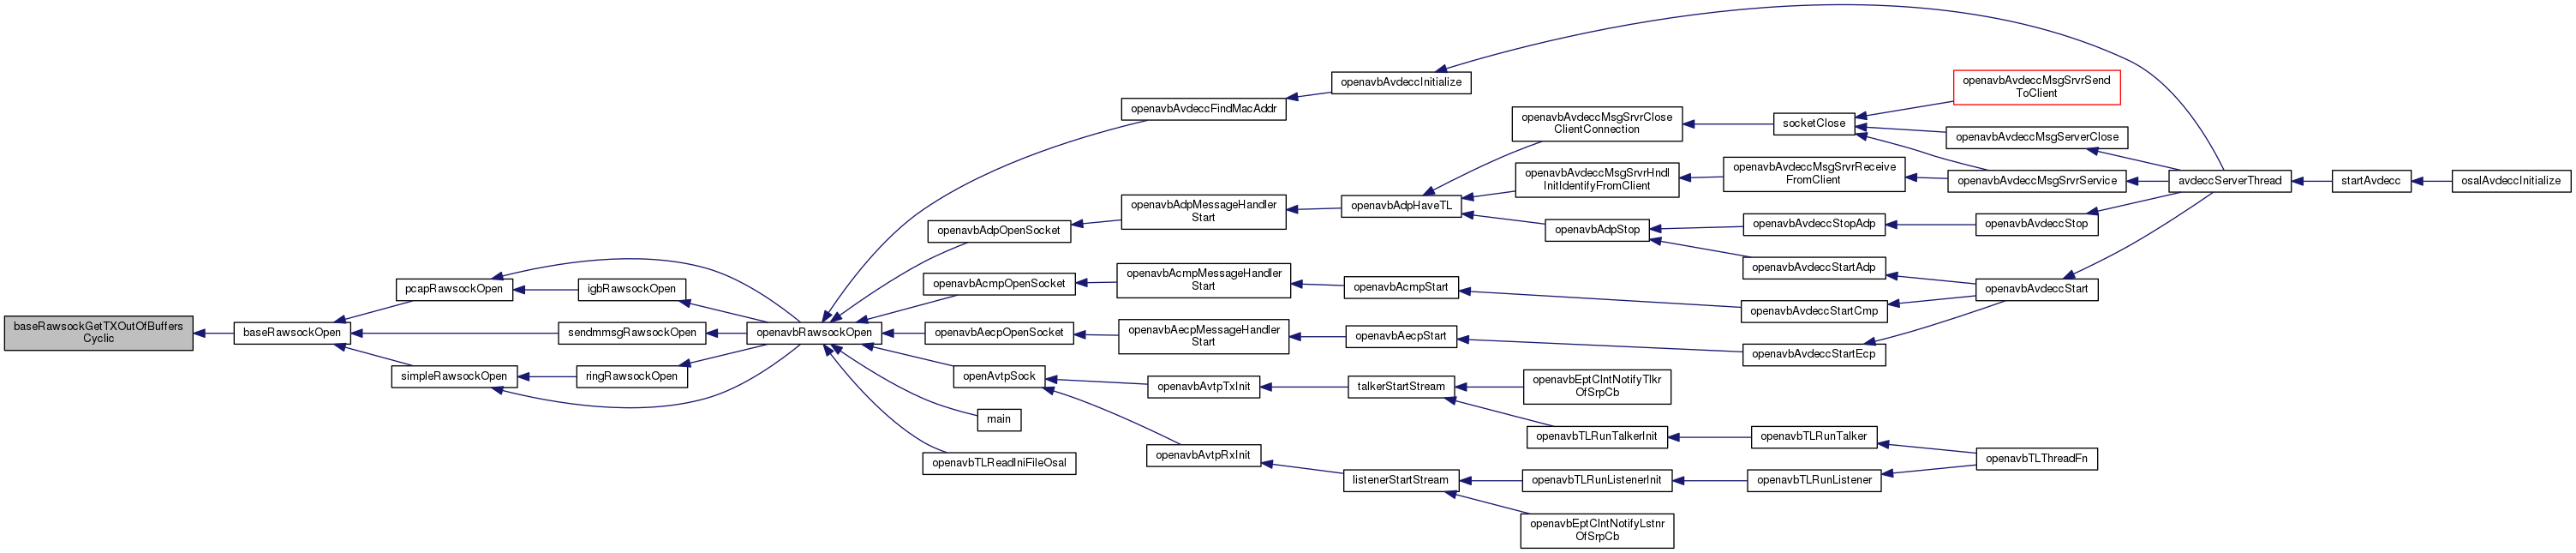 baseRawsockGetTXOutOfBuffers
Cyclic
baseRawsockOpen
pcapRawsockOpen
igbRawsockOpen
sendmmsgRawsockOpen
simpleRawsockOpen
ringRawsockOpen
openavbRawsockOpen
openavbAvdeccFindMacAddr
openavbAvdeccInitialize
openavbAdpOpenSocket
openavbAdpMessageHandler
Start
openavbAdpHaveTL
openavbAvdeccMsgSrvrClose
ClientConnection
socketClose
openavbAvdeccMsgSrvrSend
ToClient
openavbAvdeccMsgServerClose
openavbAvdeccMsgSrvrHndl
InitIdentifyFromClient
openavbAvdeccMsgSrvrReceive
FromClient
openavbAvdeccMsgSrvrService
avdeccServerThread
startAvdecc
osalAvdeccInitialize
openavbAdpStop
openavbAvdeccStopAdp
openavbAvdeccStop
openavbAvdeccStartAdp
openavbAvdeccStart
openavbAcmpOpenSocket
openavbAcmpMessageHandler
Start
openavbAcmpStart
openavbAvdeccStartCmp
openavbAecpOpenSocket
openavbAecpMessageHandler
Start
openavbAecpStart
openavbAvdeccStartEcp
openAvtpSock
openavbAvtpTxInit
talkerStartStream
openavbEptClntNotifyTlkr
OfSrpCb
openavbTLRunTalkerInit
openavbTLRunTalker
openavbTLThreadFn
main
openavbTLReadIniFileOsal
openavbAvtpRxInit
listenerStartStream
openavbTLRunListenerInit
openavbTLRunListener
openavbEptClntNotifyLstnr
OfSrpCb